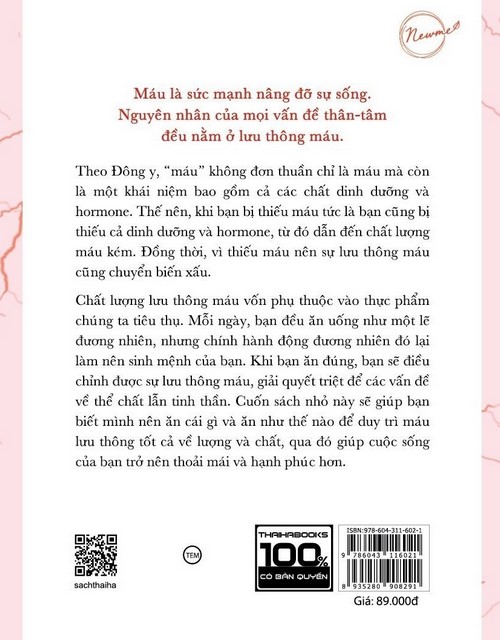 Newme
Máu là sức mạnh nâng đỡ sự sống.
Nguyên nhân của mọi vấn đề thân-tâm
đều nằm ở lưu thông máu.
Theo Đông y, “máu” không đơn thuần chỉ là máu mà còn
là một khái niệm bao gồm cả các chất dinh dưỡng và
hormone. Thế nên, khi bạn bị thiếu máu tức là bạn cũng bị
thiếu cả dinh dưỡng và hormone, từ đó dẫn đến chất lượng
máu kém. Đồng thời, vì thiếu máu nên sự lưu thông máu
cũng chuyển biến xấu.
Chất lượng lưu thông máu vốn phụ thuộc vào thực phẩm
chúng ta tiêu thụ. Mỗi ngày, bạn đều ăn uống như một lẽ
đương nhiên, nhưng chính hành động đương nhiên đó lại
làm nên sinh mệnh của bạn. Khi bạn ăn đúng, bạn sẽ điều
chỉnh được sự lưu thông máu, giải quyết triệt để các vấn đề
về thể chất lẫn tinh thần. Cuốn sách nhỏ này sẽ giúp bạn
biết mình nên ăn cái gì và ăn như thế nào để duy trì máu
lưu thông tốt cả về lượng và chất, qua đó giúp cuộc sống
của bạn trở nên thoải mái và hạnh phúc hơn.
sachthaiha
TEM
THAIHABOOKS
100%
CÓ BẢN QUYỀN
ISBN: 978-604-311-602-1
9 786043 116021
8 935280 908291
Giá: 89.000đ